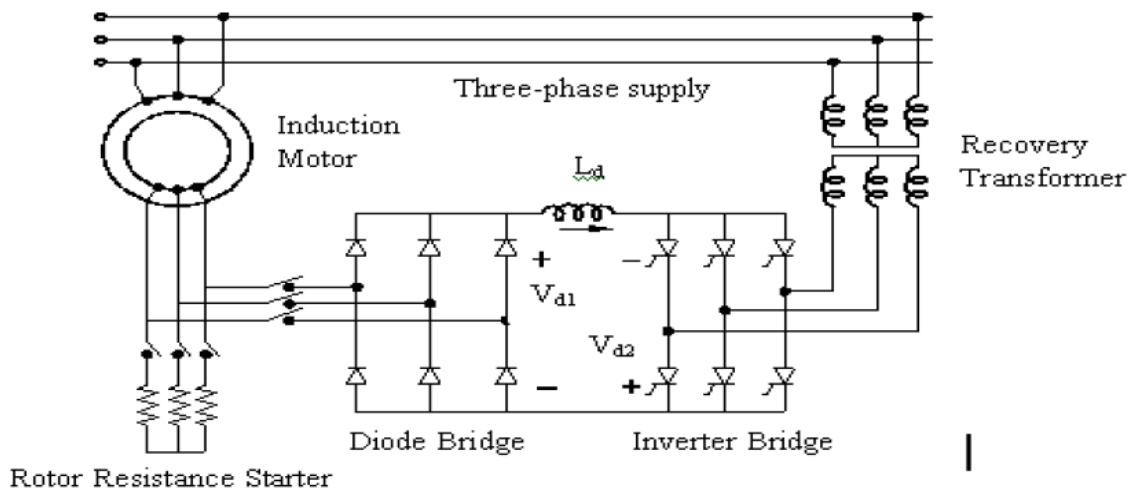 Three-phase supply
Induction
Motor
Recovery
Transformer
Ld
+
−
Vd1
Vd2
−
+
Diode Bridge
Inverter Bridge
Rotor Resistance Starter